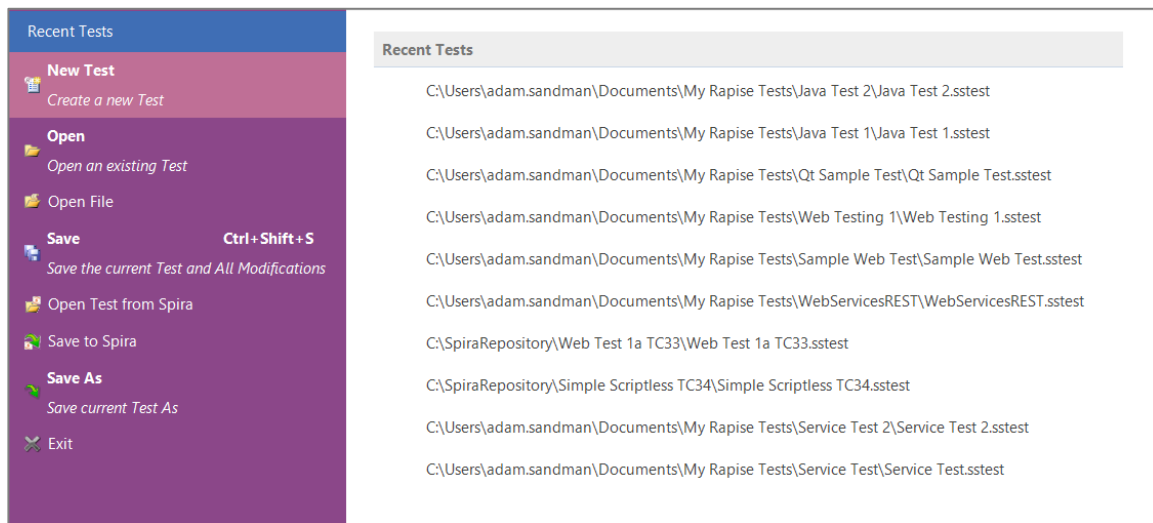 Recent Tests
New Test
Create a new Test
Open
Open an existing Test
Open File
Save Ctrl+Shift+S
Save the current Test and All Modifications
Open Test from Spira
Save to Spira
Save As
Save current Test As
Exit
Recent Tests
C:\Users\adam.sandman\Documents\My Rapise Tests\Java Test 2\Java Test 2.sstest
C:\Users\adam.sandman\Documents\My Rapise Tests\Java Test 1\Java Test 1.sstest
C:\Users\adam.sandman\Documents\My Rapise Tests\Qt Sample Test\Qt Sample Test.sstest
C:\Users\adam.sandman\Documents\My Rapise Tests\Web Testing 1\Web Testing 1.sstest
C:\Users\adam.sandman\Documents\My Rapise Tests\Sample Web Test\Sample Web Test.sstest
C:\Users\adam.sandman\Documents\My Rapise Tests\WebServicesREST\WebServicesREST.sstest
C:\SpiraRepository\Web Test 1a TC33\Web Test 1a TC33.sstest
C:\SpiraRepository\Simple Scriptless TC34\Simple Scriptless TC34.sstest
C:\Users\adam.sandman\Documents\My Rapise Tests\Service Test 2\Service Test 2.sstest
C:\Users\adam.sandman\Documents\My Rapise Tests\Service Test\Service Test.sstest